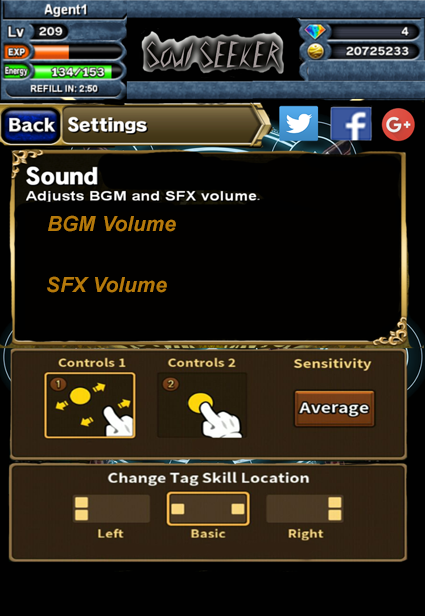 Agent1
Lv 209
EXP
Energy 134/153
REFILL IN: 2:50
SOUL SEEKER
4
20725233
Back Settings
G+
Sound
Adjusts BGM and SFX volume.
BGM Volume
SFX Volume
Controls 1 Controls 2 Sensitivity
1 2
Average
Change Tag Skill Location
Left Basic Right